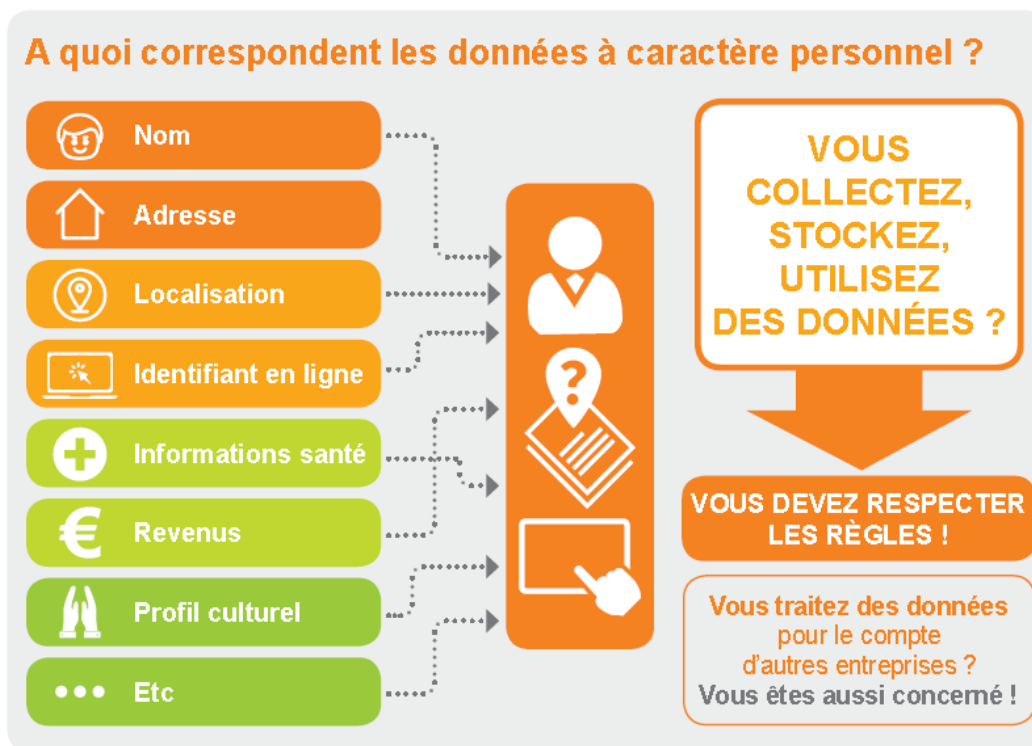 A quoi correspondent les données à caractère personnel ?
Nom
Adresse
Localisation
Identifiant en ligne
Informations santé
Revenus
Profil culturel
Etc
VOUS
COLLECTEZ,
STOCKEZ,
UTILISEZ
DES DONNÉES ?
VOUS DEVEZ RESPECTER
LES RÈGLES !
Vous traitez des données
pour le compte
d'autres entreprises ?
Vous êtes aussi concerné !